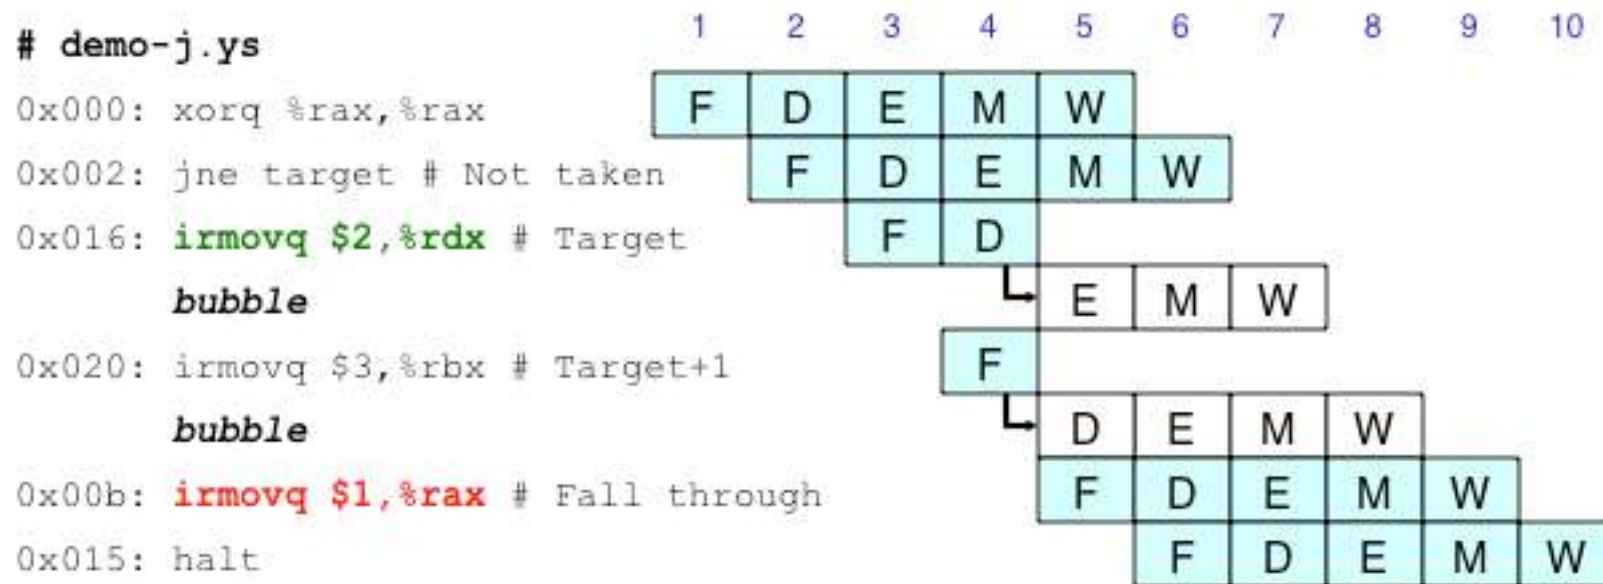 1 2 3 4 5 6 7 8 9 10
# demo-j.ys
0x000: xorq %rax,%rax F D E M W
0x002: jne target # Not taken F D E M W
0x016: irmovq $2,%rdx # Target F D
bubble E M W
0x020: irmovq $3,%rbx # Target+1 F
bubble D E M W
0x00b: irmovq $1,%rax # Fall through F D E M W
0x015: halt F D E M W